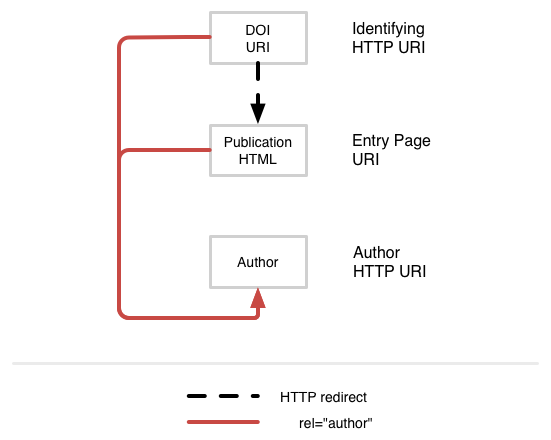 DOI
URI
Identifying
HTTP URI
Publication
HTML
Entry Page
URI
Author
Author
HTTP URI
HTTP redirect
rel="author"